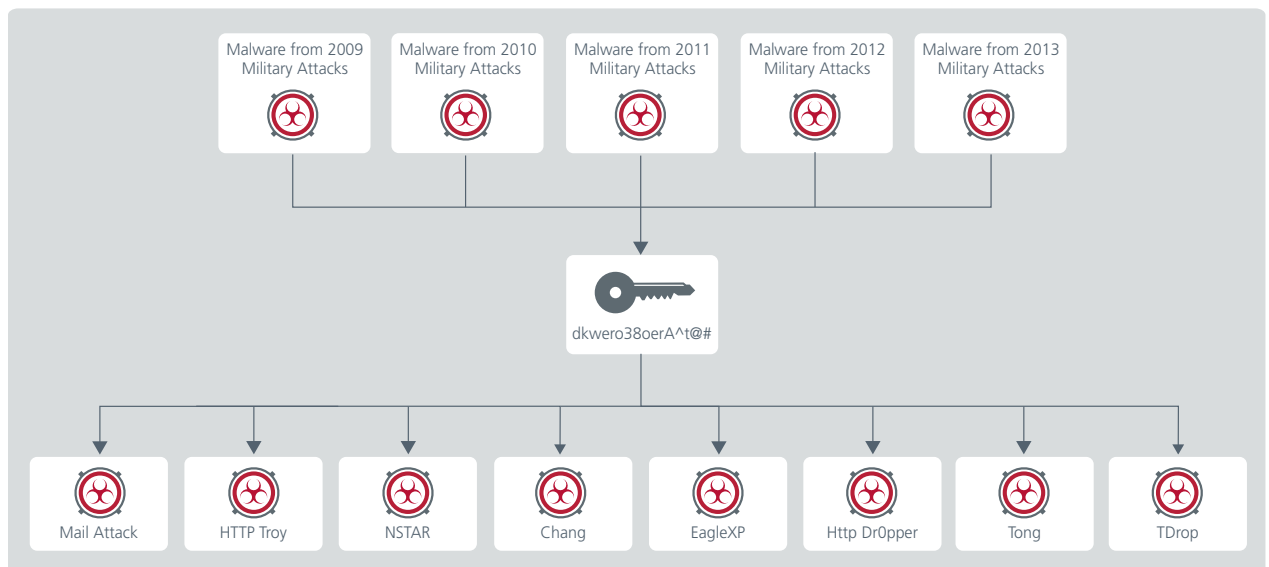 Malware from 2009
Military Attacks
Malware from 2010
Military Attacks
Malware from 2011
Military Attacks
Malware from 2012
Military Attacks
Malware from 2013
Military Attacks
dkwero38oerA^t@#
Mail Attack
HTTP Troy
NSTAR
Chang
EagleXP
Http Dr0pper
Tong
TDrop